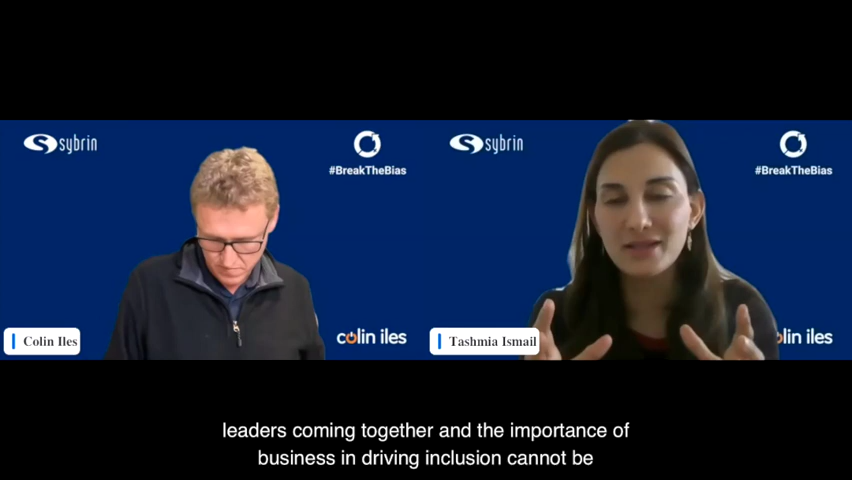 sybrin
#BreakTheBias
sybrin
#BreakTheBias
colin iles
Colin Iles
olin iles
Tashmia Ismail
leaders coming together and the importance of
business in driving inclusion cannot be